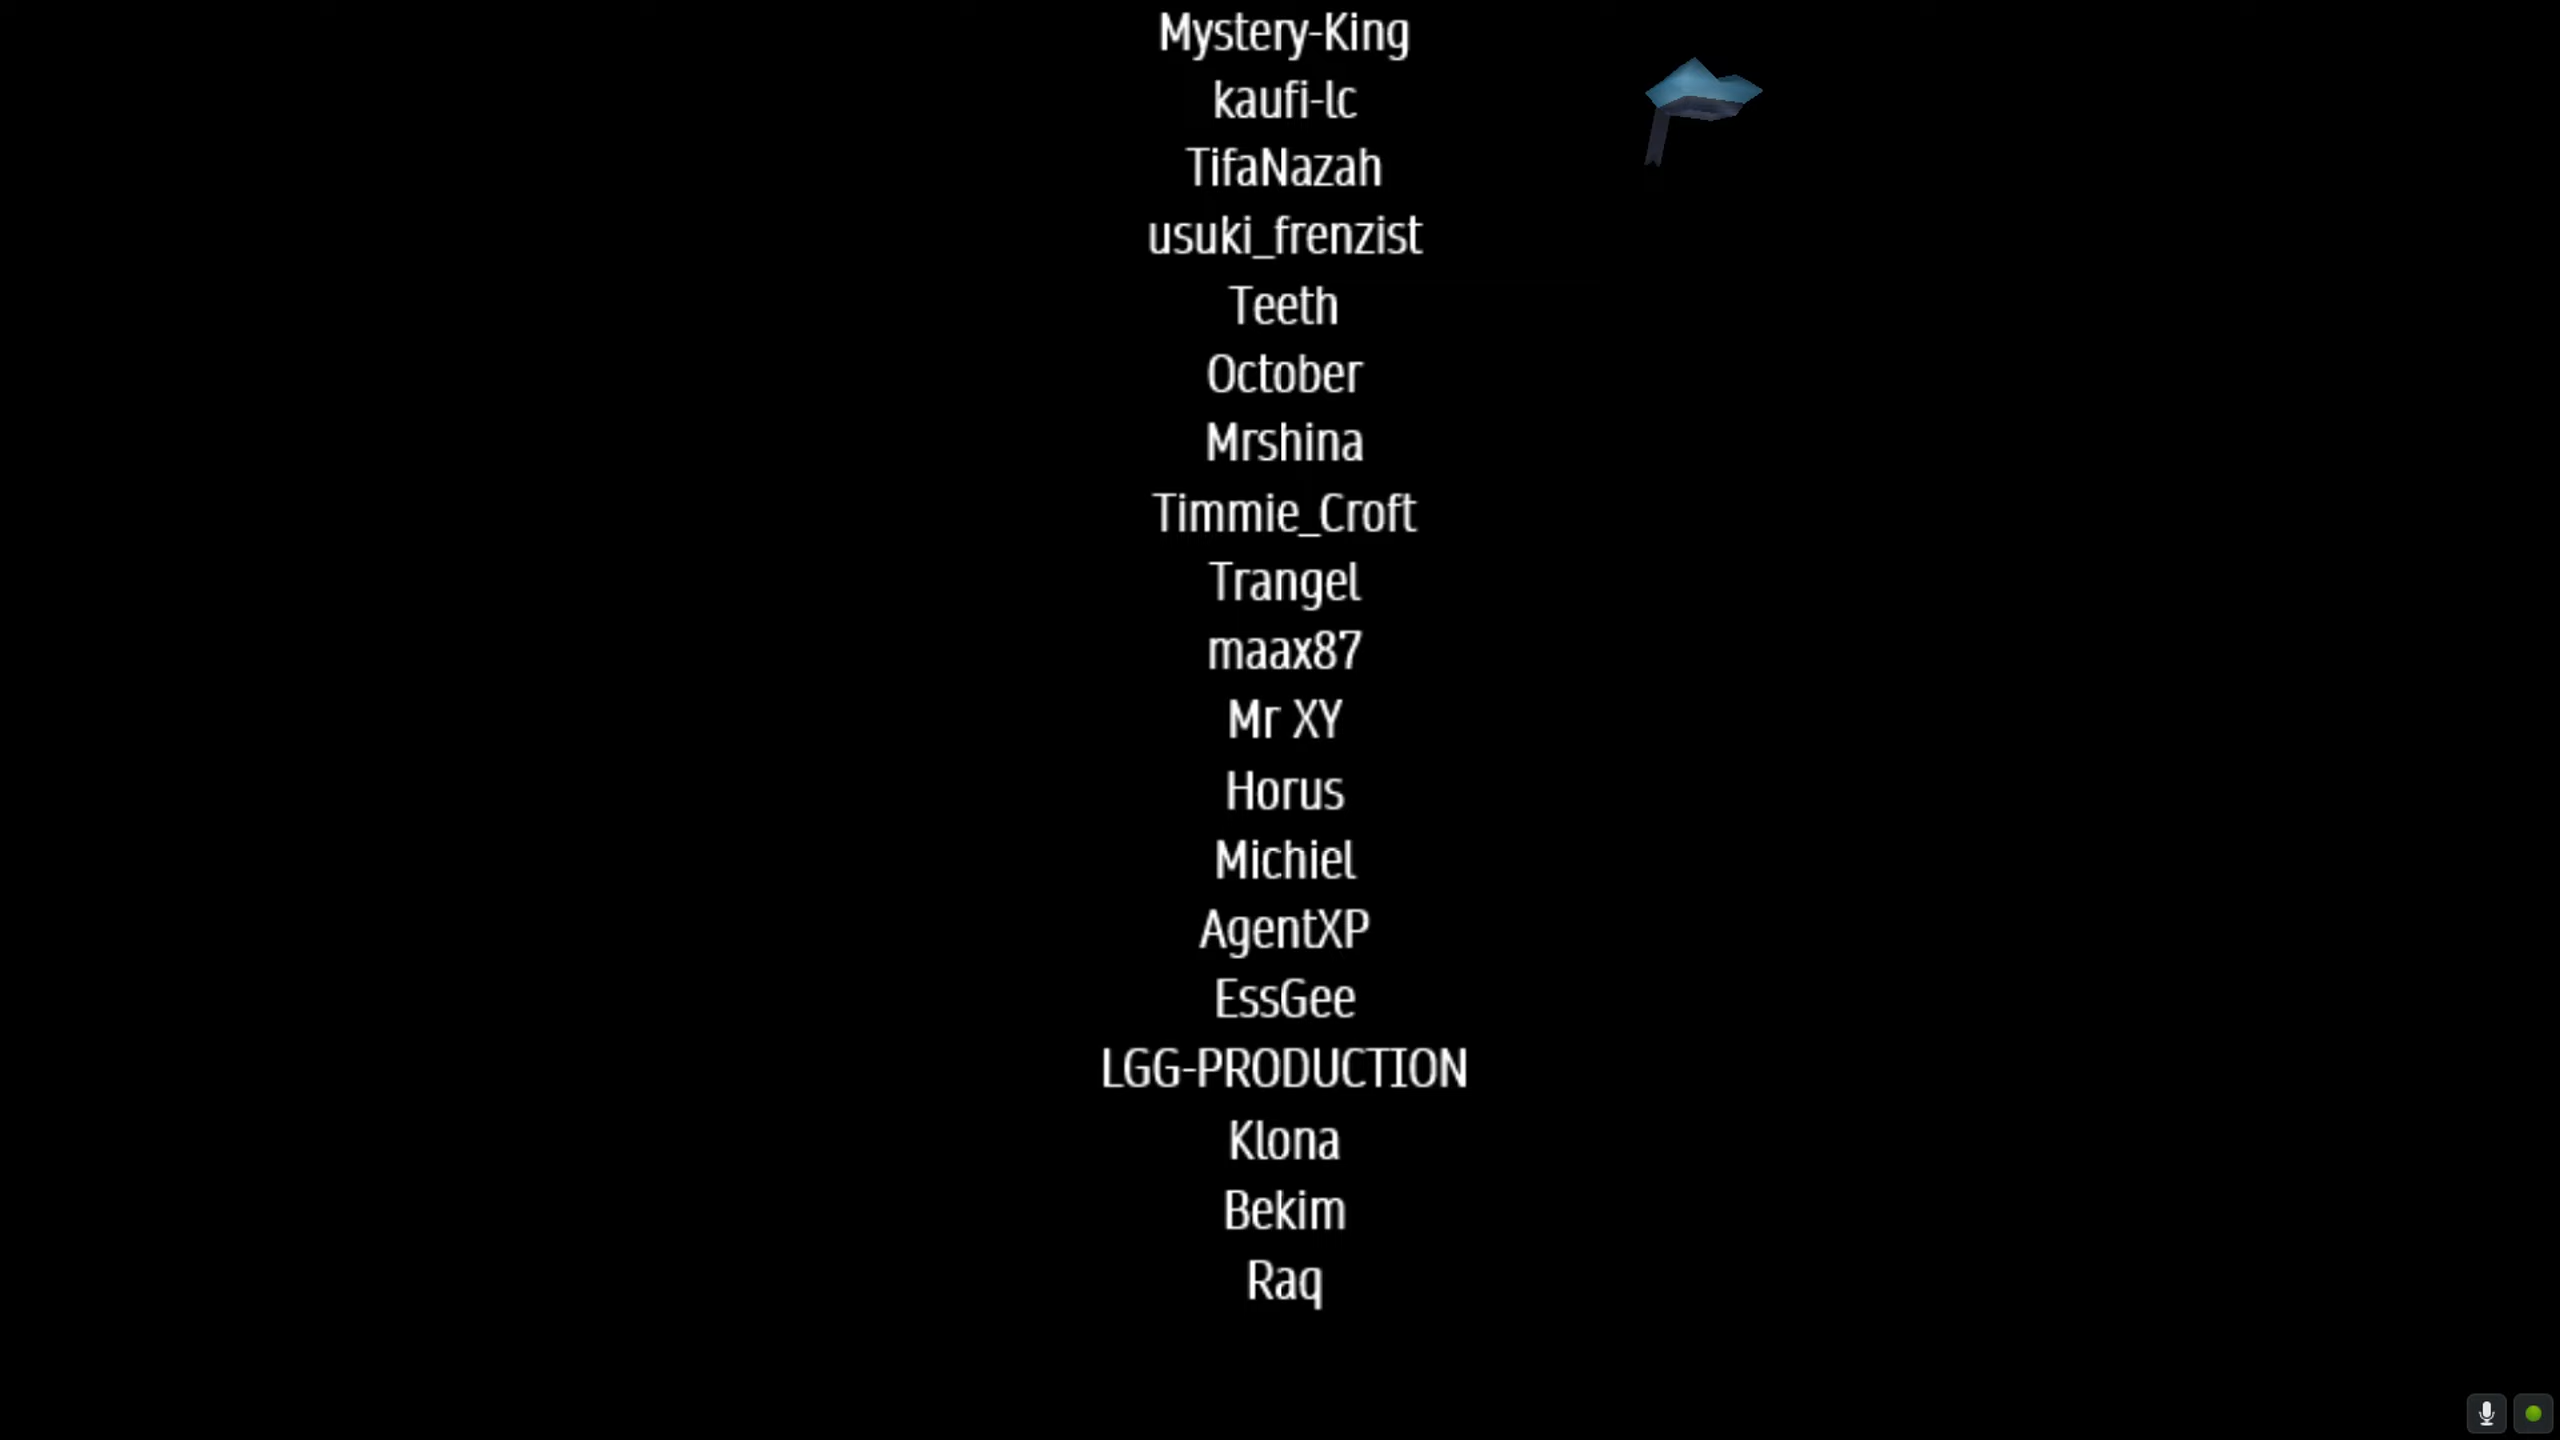 Mystery-King
kaufi-lc
TifaNazah
usuki_frenzist
Teeth
October
Mrshina
Timmie_Croft
Trangel
maax87
Mr XY
Horus
Michiel
AgentXP
EssGee
LGG-PRODUCTION
Klona
Bekim
Raq